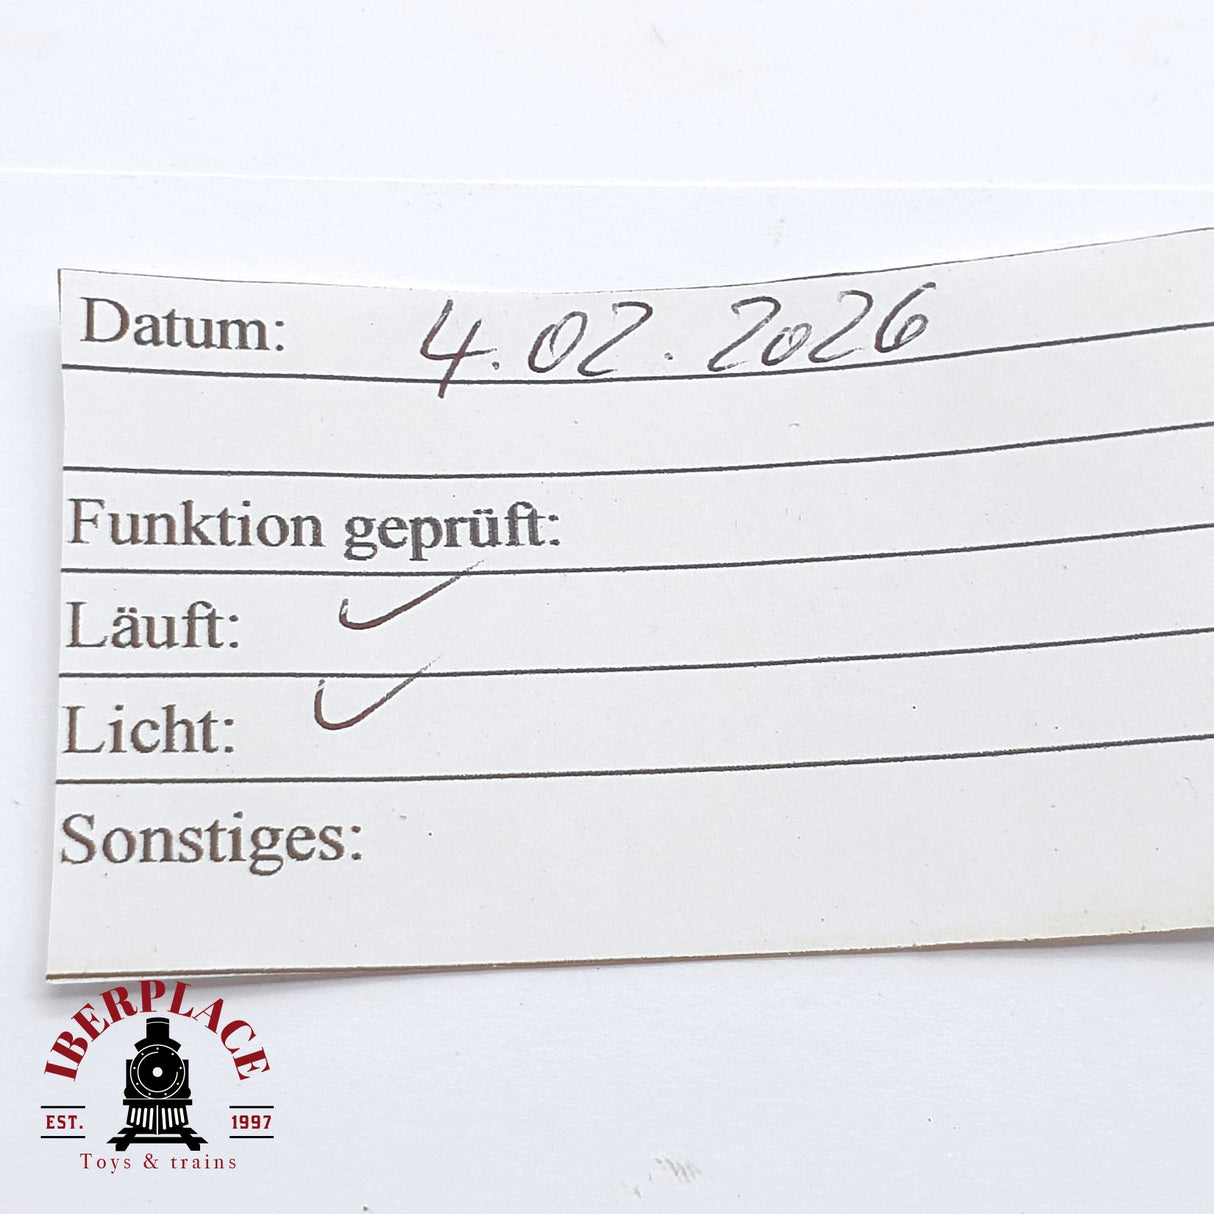 Datum: 4.02.2026
Funktion geprüft:
Läuft: ✓
Licht: ✓
Sonstiges:
IBERPLACE
EST. 1997
Toys & trains